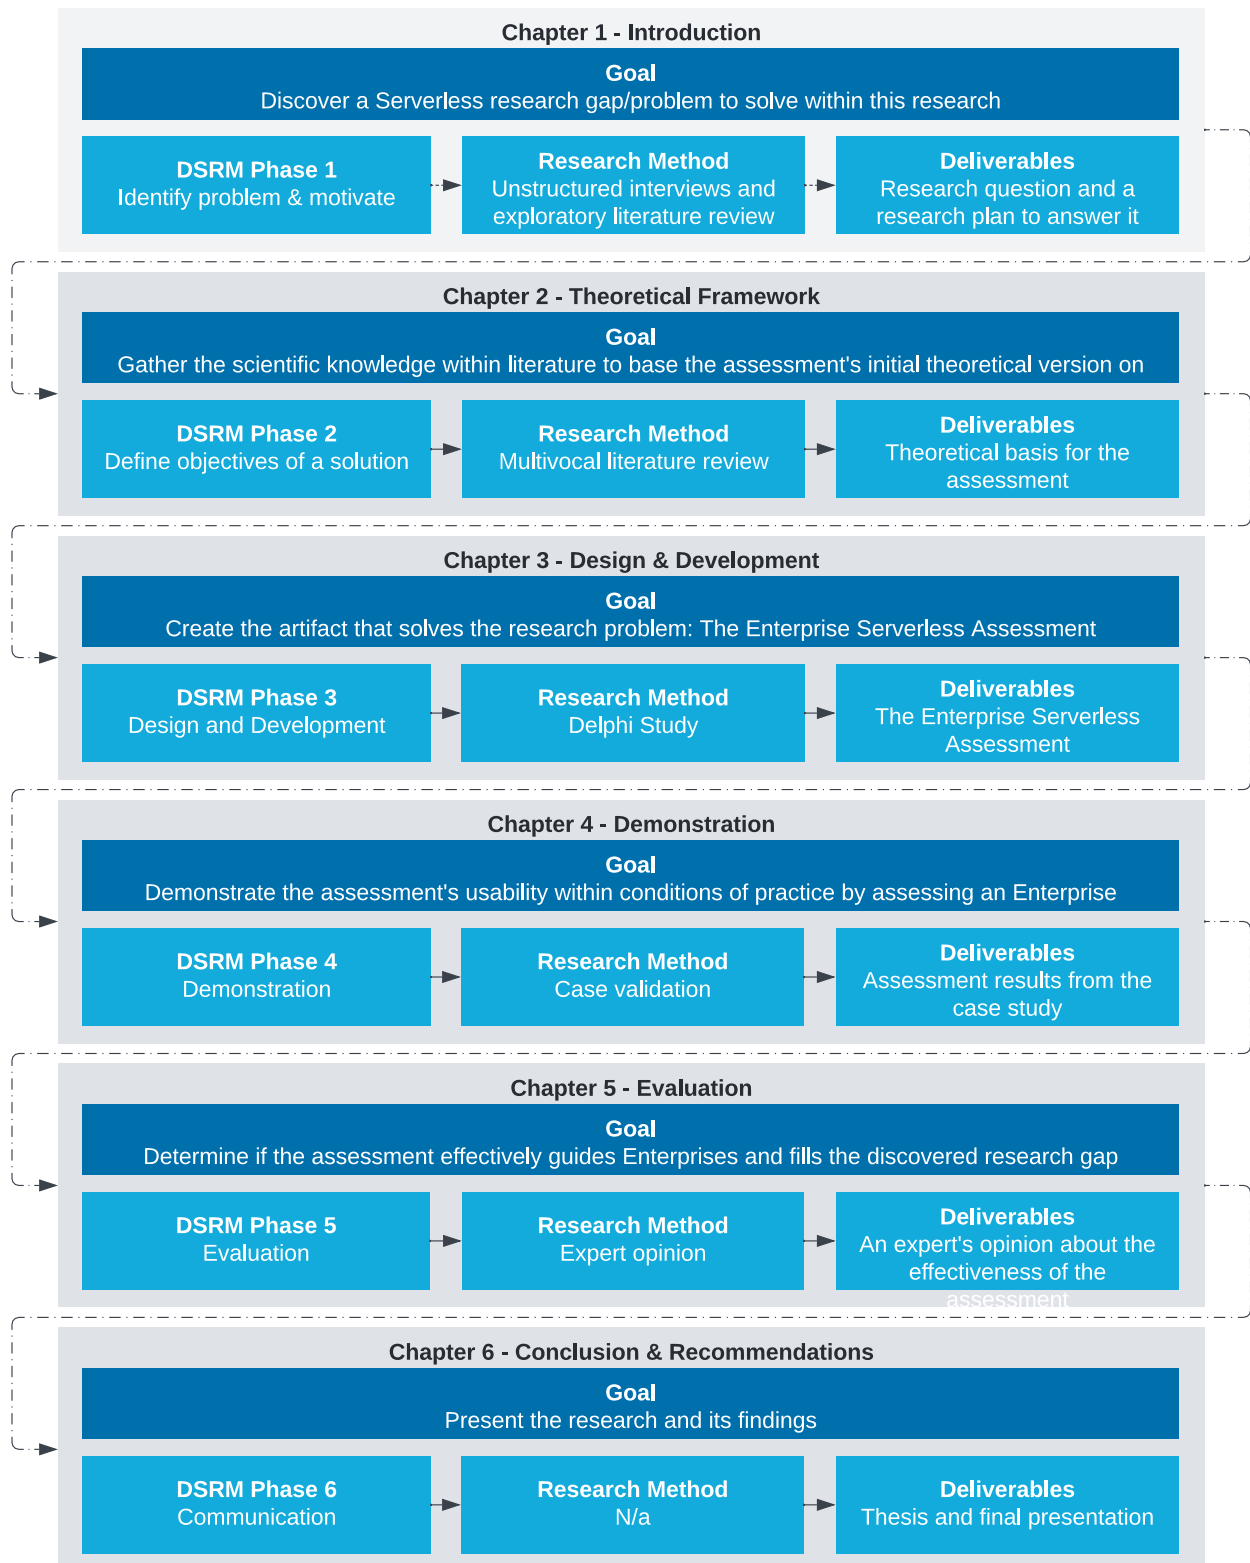 Chapter 1 - Introduction
Goal
Discover a Serverless research gap/problem to solve within this research
DSRM Phase 1
Identify problem & motivate
Research Method
Unstructured interviews and
exploratory literature review
Deliverables
Research question and a
research plan to answer it
Chapter 2 - Theoretical Framework
Goal
Gather the scientific knowledge within literature to base the assessment's initial theoretical version on
DSRM Phase 2
Define objectives of a solution
Research Method
Multivocal literature review
Deliverables
Theoretical basis for the
assessment
Chapter 3 - Design & Development
Goal
Create the artifact that solves the research problem: The Enterprise Serverless Assessment
DSRM Phase 3
Design and Development
Research Method
Delphi Study
Deliverables
The Enterprise Serverless
Assessment
Chapter 4 - Demonstration
Goal
Demonstrate the assessment's usability within conditions of practice by assessing an Enterprise
DSRM Phase 4
Demonstration
Research Method
Case validation
Deliverables
Assessment results from the
case study
Chapter 5 - Evaluation
Goal
Determine if the assessment effectively guides Enterprises and fills the discovered research gap
DSRM Phase 5
Evaluation
Research Method
Expert opinion
Deliverables
An expert's opinion about the
effectiveness of the
assessment
Chapter 6 - Conclusion & Recommendations
Goal
Present the research and its findings
DSRM Phase 6
Communication
Research Method
N/a
Deliverables
Thesis and final presentation